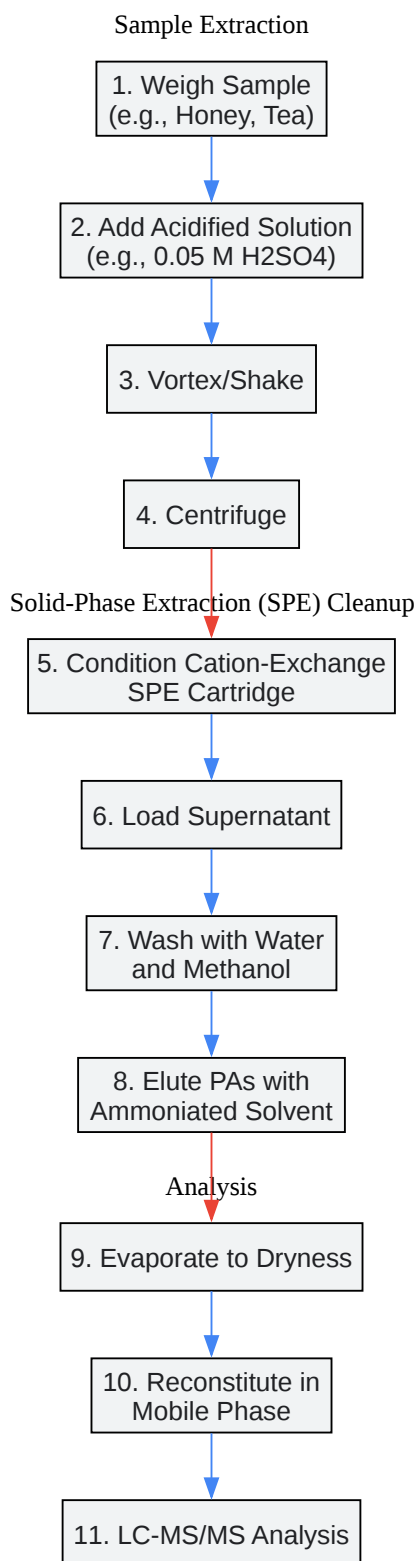 Sample Extraction
1. Weigh Sample
(e.g., Honey, Tea)
2. Add Acidified Solution
(e.g., 0.05 M H2SO4)
3. Vortex/Shake
4. Centrifuge
Solid-Phase Extraction (SPE) Cleanup
5. Condition Cation-Exchange
SPE Cartridge
6. Load Supernatant
7. Wash with Water
and Methanol
8. Elute PAs with
Ammoniated Solvent
Analysis
9. Evaporate to Dryness
10. Reconstitute in
Mobile Phase
11. LC-MS/MS Analysis